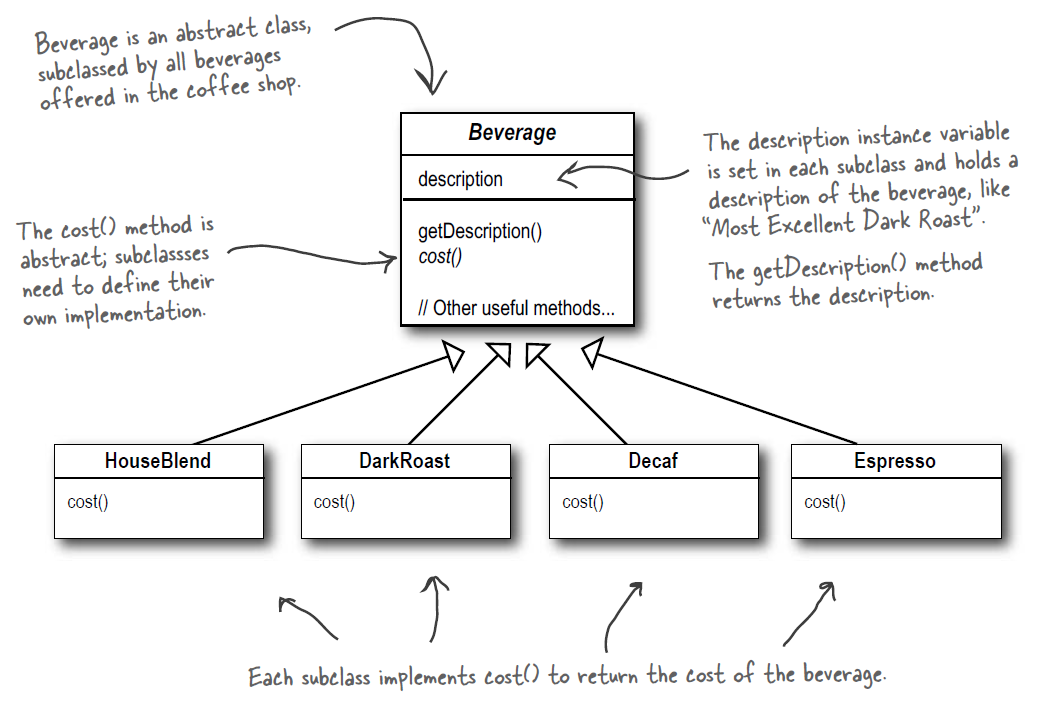 Beverage is an abstract class,
subclassed by all beverages
offered in the coffee shop.
Beverage
description
getDescription()
cost()
// Other useful methods...
The description instance variable
is set in each subclass and holds a
description of the beverage, like
“Most Excellent Dark Roast”.
The getDescription() method
returns the description.
The cost() method is
abstract; subclassses
need to define their
own implementation.
HouseBlend
cost()
DarkRoast
cost()
Decaf
cost()
Espresso
cost()
Each subclass implements cost() to return the cost of the beverage.